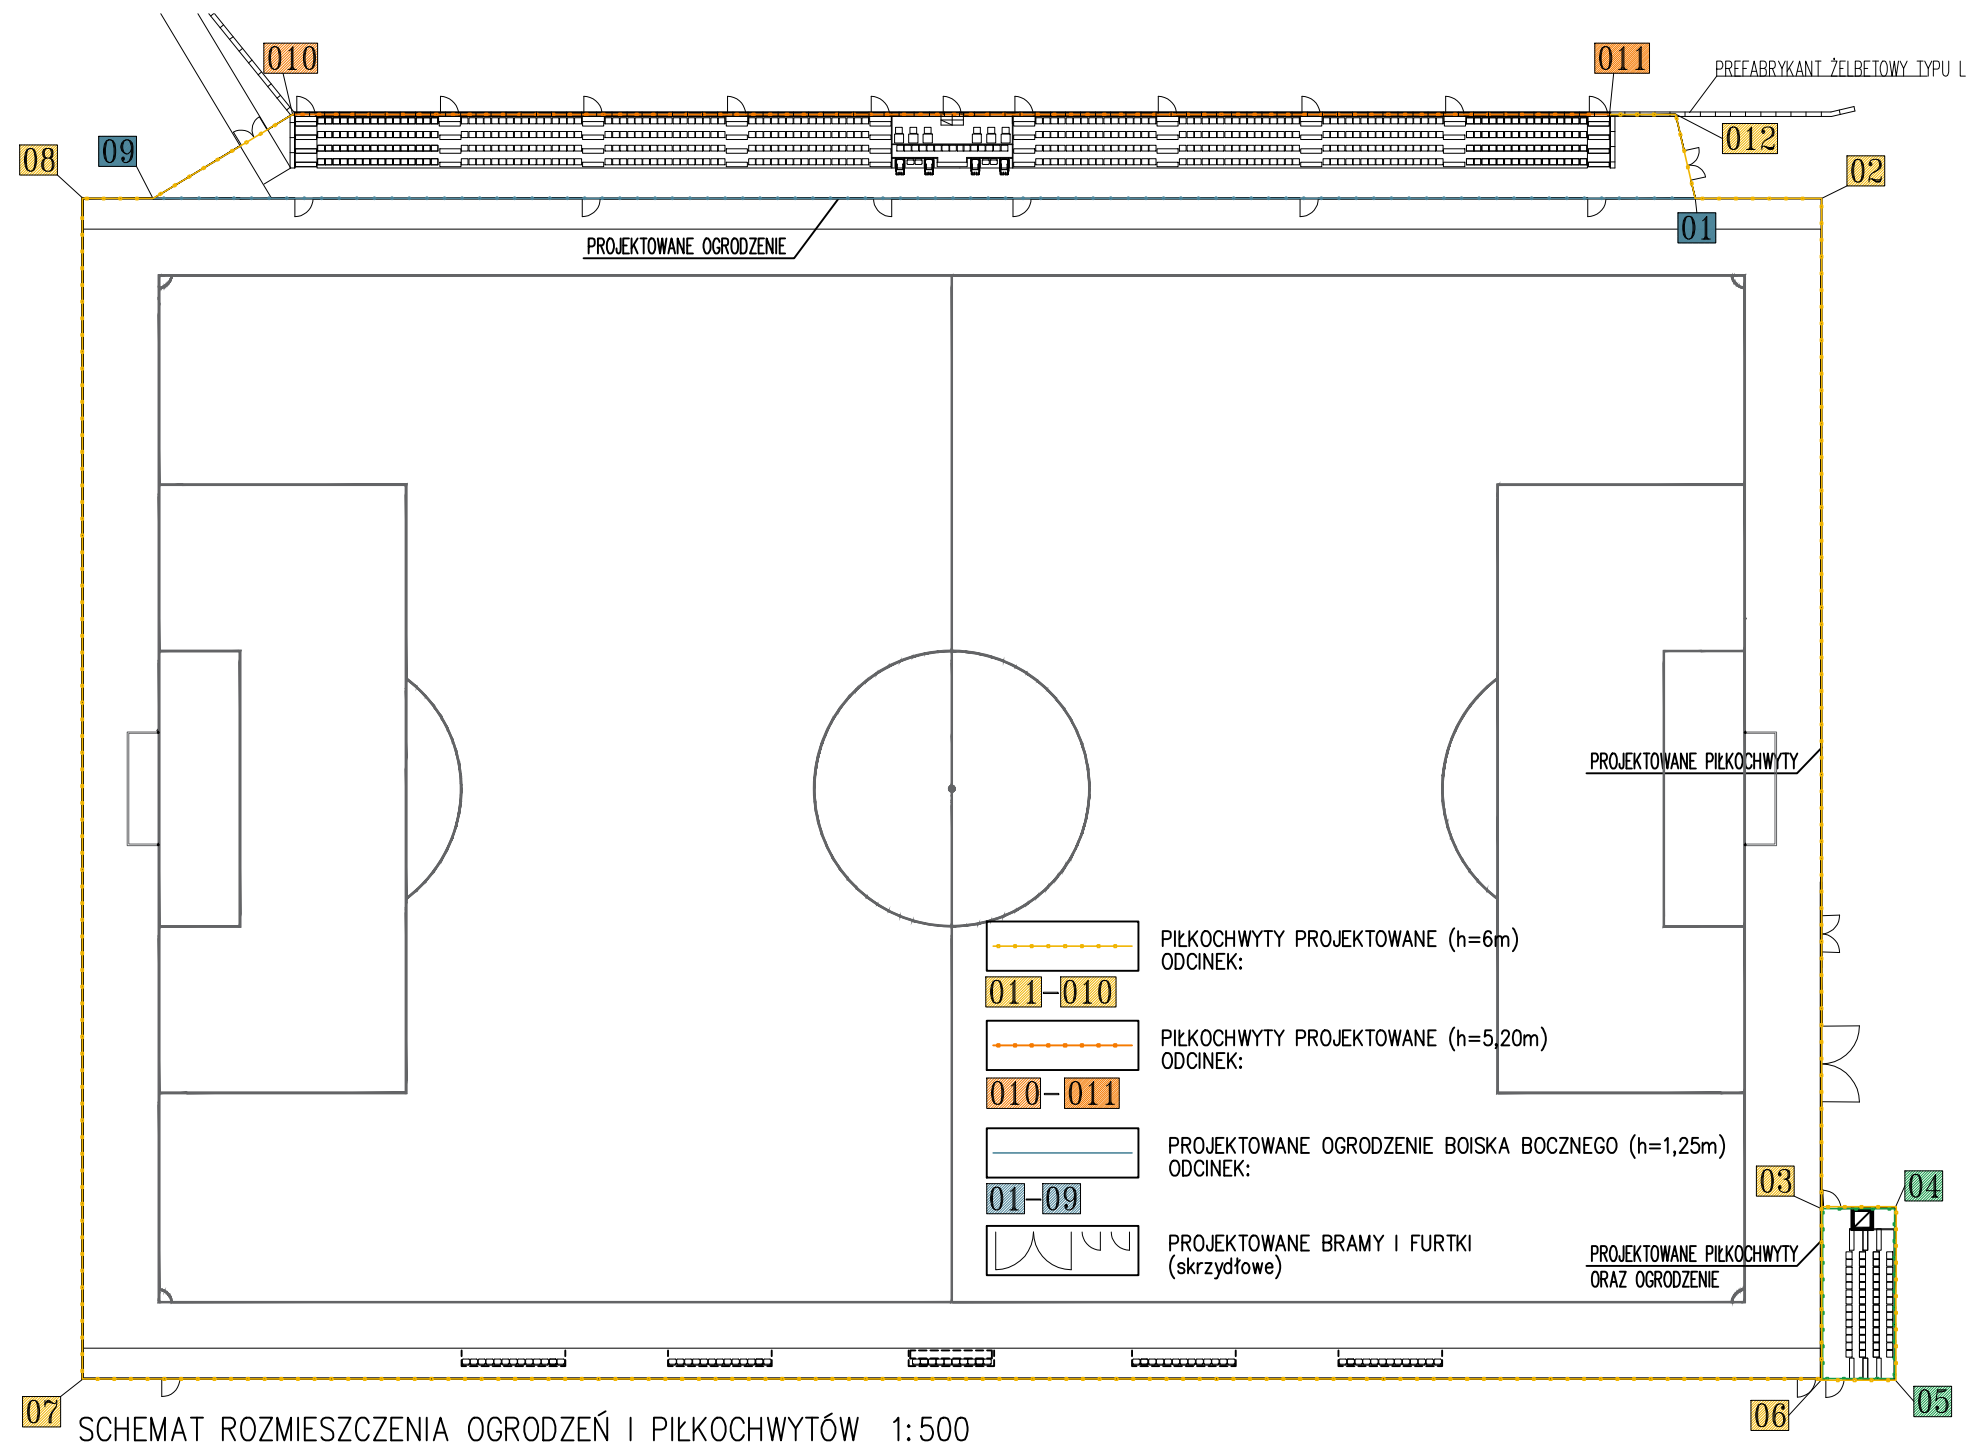 010
011
PREFABRYKANT ŻELBETOWY TYPU L
09
012
08
02
01
PROJEKTOWANE OGRODZENIE
PROJEKTOWANE PIŁKOCHWYTY
PIŁKOCHWYTY PROJEKTOWANE (h=6m)
ODCINEK:
011-010
PIŁKOCHWYTY PROJEKTOWANE (h=5,20m)
ODCINEK:
010-011
PROJEKTOWANE OGRODZENIE BOISKA BOCZNEGO (h=1,25m)
ODCINEK:
01-09
03
04
PROJEKTOWANE BRAMY I FURTKI
(skrzydłowe)
PROJEKTOWANE PIŁKOCHWYTY
ORAZ OGRODZENIE
07
06
05
SCHEMAT ROZMIESZCZENIA OGRODZEŃ I PIŁKOCHWYTÓW 1:500